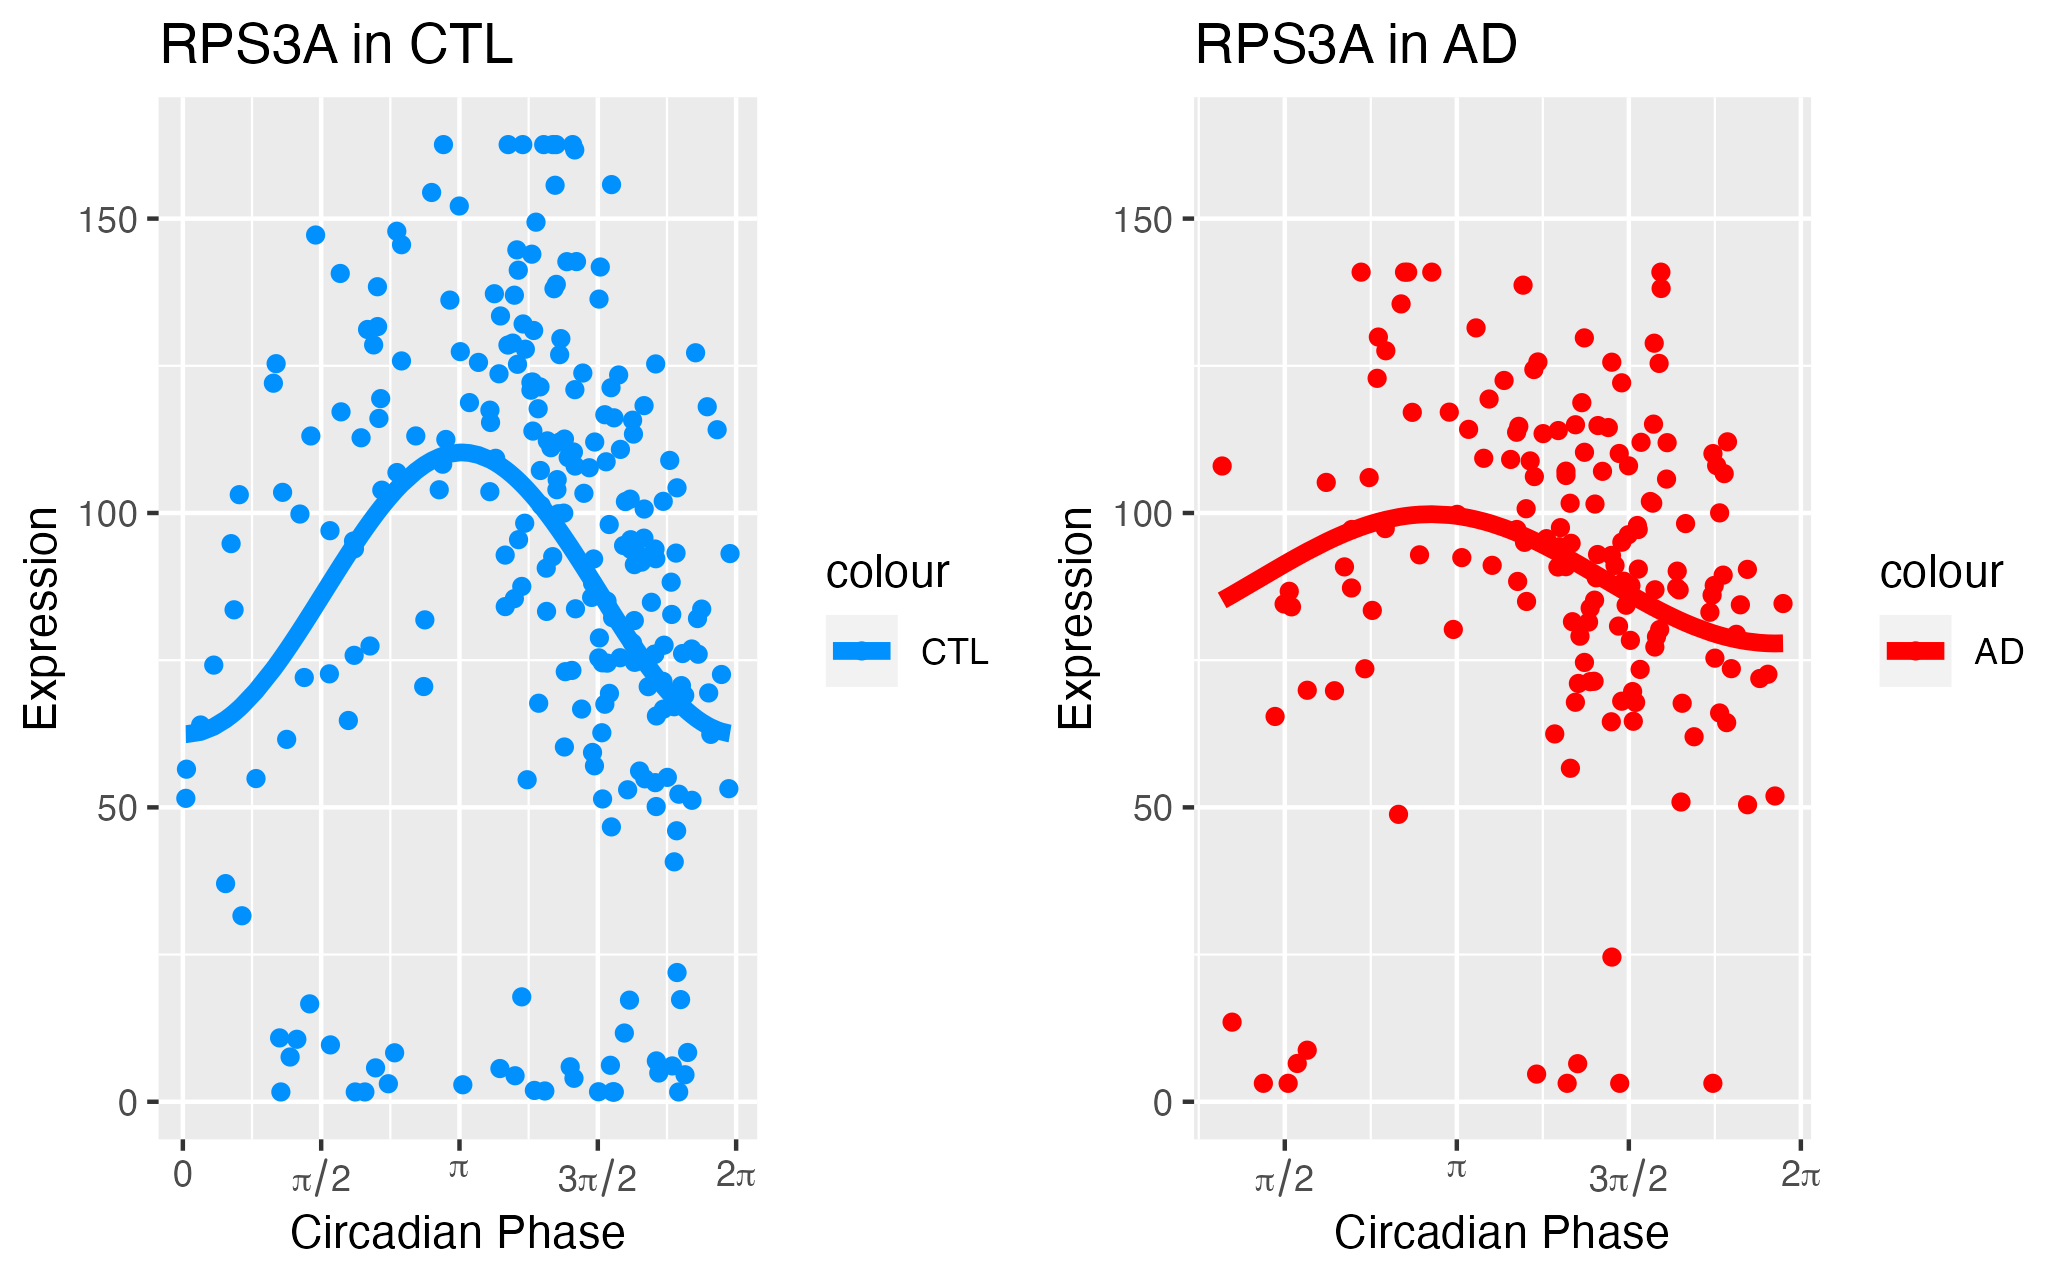 RPS3A in CTL
150
100
50
0
Expression
0 π/2 π 3π/2 2π
Circadian Phase
colour
CTL
RPS3A in AD
150
100
50
0
Expression
π/2 π 3π/2 2π
Circadian Phase
colour
AD